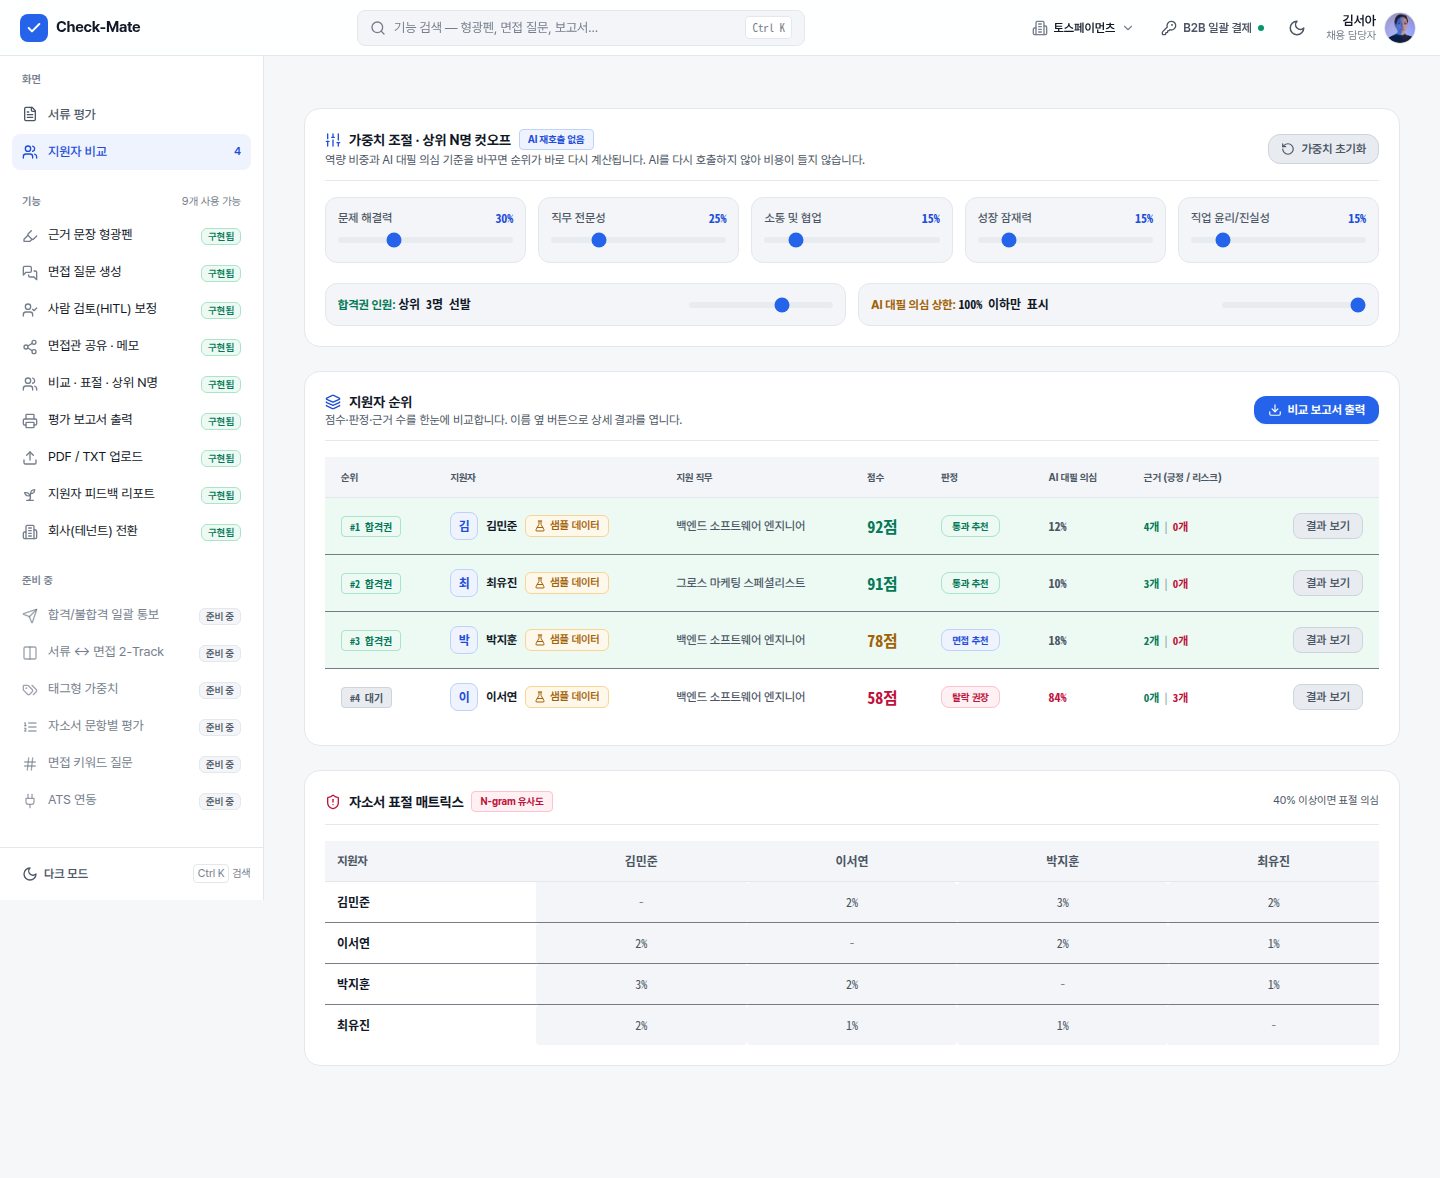 Check-Mate
기능 검색 — 형광펜, 면접 질문, 보고서...
Ctrl K
토스페이먼츠
B2B 일괄 결제
김서아
채용 담당자
화면
서류 평가
지원자 비교 4
기능 9개 사용 가능
근거 문장 형광펜 구현됨
면접 질문 생성 구현됨
사람 검토(HITL) 보정 구현됨
면접관 공유 · 메모 구현됨
비교 · 표절 · 상위 N명 구현됨
평가 보고서 출력 구현됨
PDF / TXT 업로드 구현됨
지원자 피드백 리포트 구현됨
회사(테넌트) 전환 구현됨
준비 중
합격/불합격 일괄 통보 준비 중
서류 ↔ 면접 2-Track 준비 중
태그형 가중치 준비 중
자소서 문항별 평가 준비 중
면접 키워드 질문 준비 중
ATS 연동 준비 중
다크 모드 Ctrl K 검색
가중치 조절 · 상위 N명 컷오프 AI 재호출 없음
역량 비중과 AI 대필 의심 기준을 바꾸면 순위가 바로 다시 계산됩니다. AI를 다시 호출하지 않아 비용이 들지 않습니다.
가중치 초기화
문제 해결력 30%
직무 전문성 25%
소통 및 협업 15%
성장 잠재력 15%
직업 윤리/진실성 15%
합격권 인원: 상위 3명 선발
AI 대필 의심 상한: 100% 이하만 표시
지원자 순위
점수·판정·근거 수를 한눈에 비교합니다. 이름 옆 버튼으로 상세 결과를 엽니다.
비교 보고서 출력
순위 지원자 지원 직무 점수 판정 AI 대필 의심 근거 (긍정 / 리스크)
#1 합격권 김 김민준 샘플 데이터 백엔드 소프트웨어 엔지니어 92점 통과 추천 12% 4개 | 0개 결과 보기
#2 합격권 최 최유진 샘플 데이터 그로스 마케팅 스페셜리스트 91점 통과 추천 10% 3개 | 0개 결과 보기
#3 합격권 박 박지훈 샘플 데이터 백엔드 소프트웨어 엔지니어 78점 면접 추천 18% 2개 | 0개 결과 보기
#4 대기 이 이서연 샘플 데이터 백엔드 소프트웨어 엔지니어 58점 탈락 권장 84% 0개 | 3개 결과 보기
자소서 표절 매트릭스 N-gram 유사도
40% 이상이면 표절 의심
지원자 김민준 이서연 박지훈 최유진
김민준 - 2% 3% 2%
이서연 2% - 2% 1%
박지훈 3% 2% - 1%
최유진 2% 1% 1% -